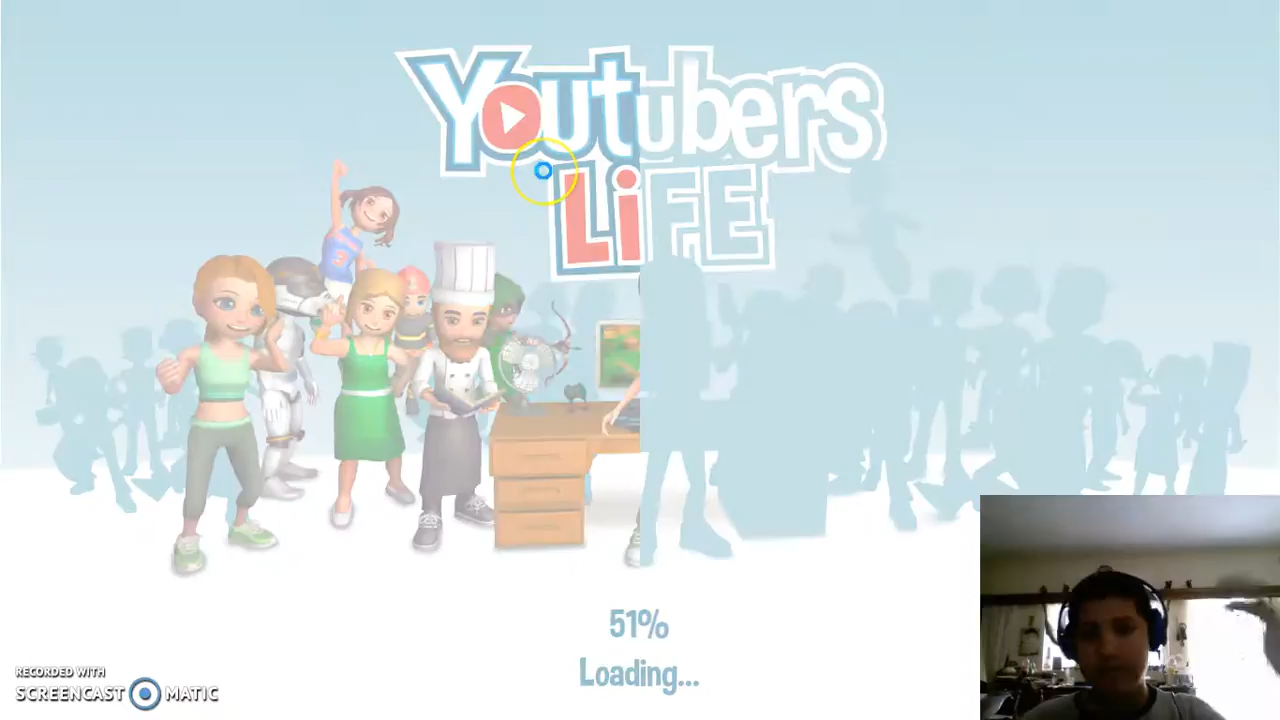 Youtubers
LiFE
51%
Loading...
RECORDED WITH
SCREENCAST MATIC